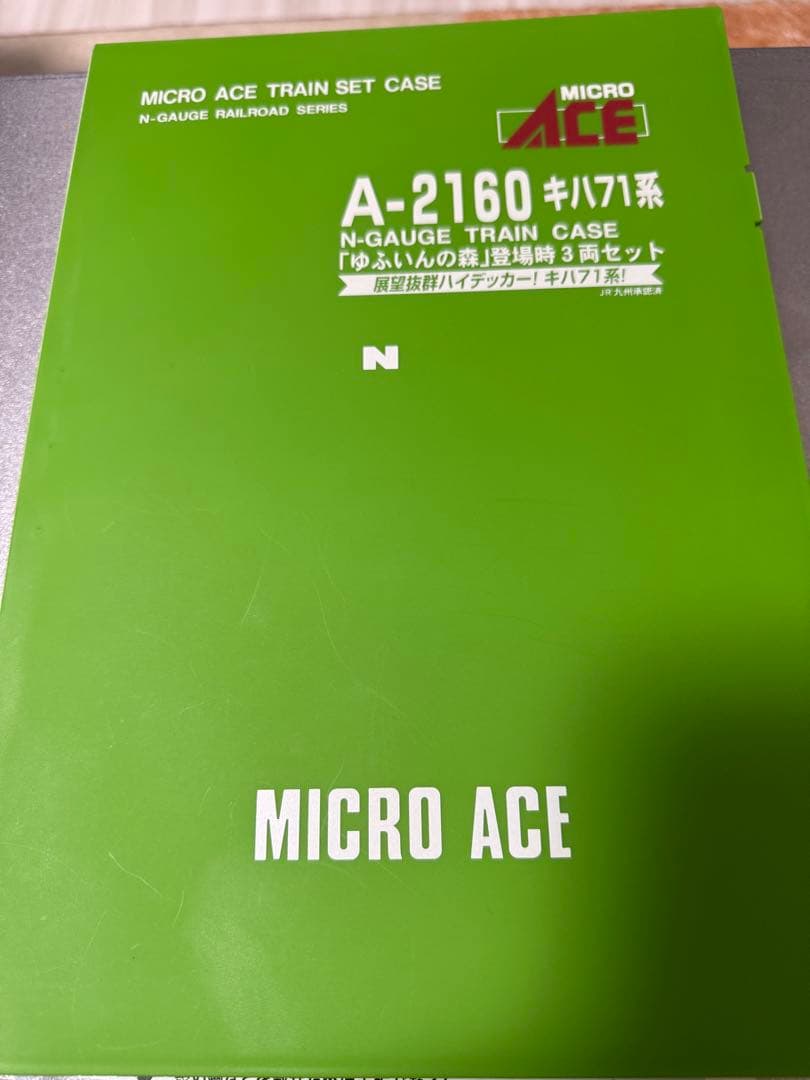 MICRO ACE TRAIN SET CASE
N-GAUGE RAILROAD SERIES
MICRO
ACE
A-2160 キハ71系
N-GAUGE TRAIN CASE
「ゆふいんの森」登場時3両セット
展望抜群ハイデッカー!キハ71系!
JR九州承認済
N
MICRO ACE